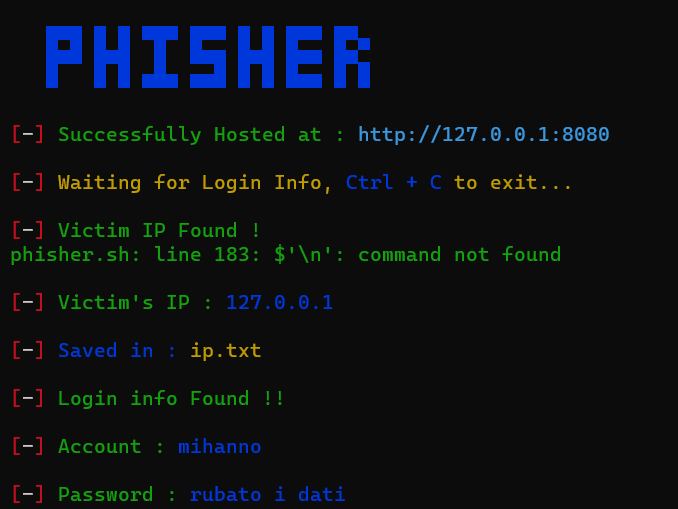 PHISHER
[-] Successfully Hosted at : http://127.0.0.1:8080
[-] Waiting for Login Info, Ctrl + C to exit...
[-] Victim IP Found !
phisher.sh: line 183: $'\n': command not found
[-] Victim's IP : 127.0.0.1
[-] Saved in : ip.txt
[-] Login info Found !!
[-] Account : mihanno
[-] Password : rubato i dati